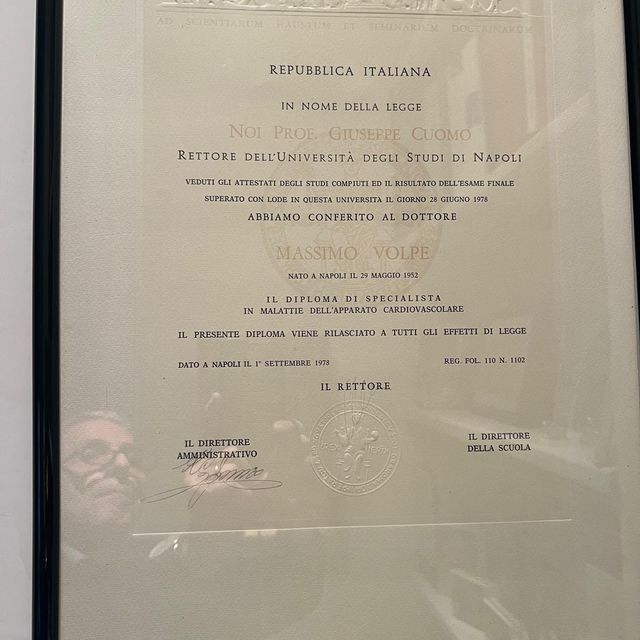 AD SCIENTIARUM HAUSTUM ET SEMINARIUM DOCTRINARUM
REPUBBLICA ITALIANA
IN NOME DELLA LEGGE
NOI PROF. GIUSEPPE CUOMO
RETTORE DELL'UNIVERSITÀ DEGLI STUDI DI NAPOLI
VEDUTI GLI ATTESTATI DEGLI STUDI COMPIUTI ED IL RISULTATO DELL'ESAME FINALE
SUPERATO CON LODE IN QUESTA UNIVERSITA IL GIORNO 28 GIUGNO 1978
ABBIAMO CONFERITO AL DOTTORE
MASSIMO VOLPE
NATO A NAPOLI IL 29 MAGGIO 1952
IL DIPLOMA DI SPECIALISTA
IN MALATTIE DELL'APPARATO CARDIOVASCOLARE
IL PRESENTE DIPLOMA VIENE RILASCIATO A TUTTI GLI EFFETTI DI LEGGE
DATO A NAPOLI IL 1° SETTEMBRE 1978 REG. FOL. 110 N. 1102
IL RETTORE
IL DIRETTORE
AMMINISTRATIVO
IL DIRETTORE
DELLA SCUOLA